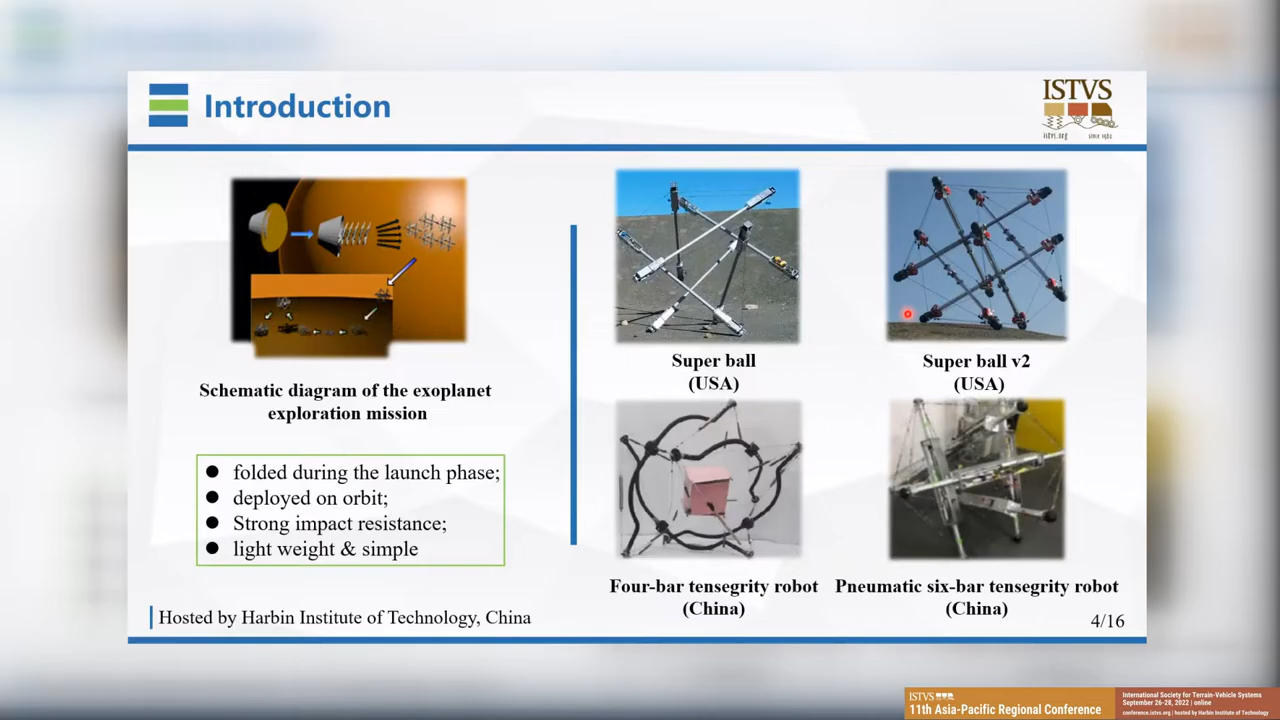 Introduction
ISTVS
istvs.org
since 1962
Schematic diagram of the exoplanet
exploration mission
folded during the launch phase;
deployed on orbit;
Strong impact resistance;
light weight & simple
Super ball
(USA)
Super ball v2
(USA)
Four-bar tensegrity robot
(China)
Pneumatic six-bar tensegrity robot
(China)
Hosted by Harbin Institute of Technology, China
4/16
ISTVS
11th Asia-Pacific Regional Conference
International Society for Terrain-Vehicle Systems
September 26-28, 2022 | online
conference.istvs.org | hosted by Harbin Institute of Technology